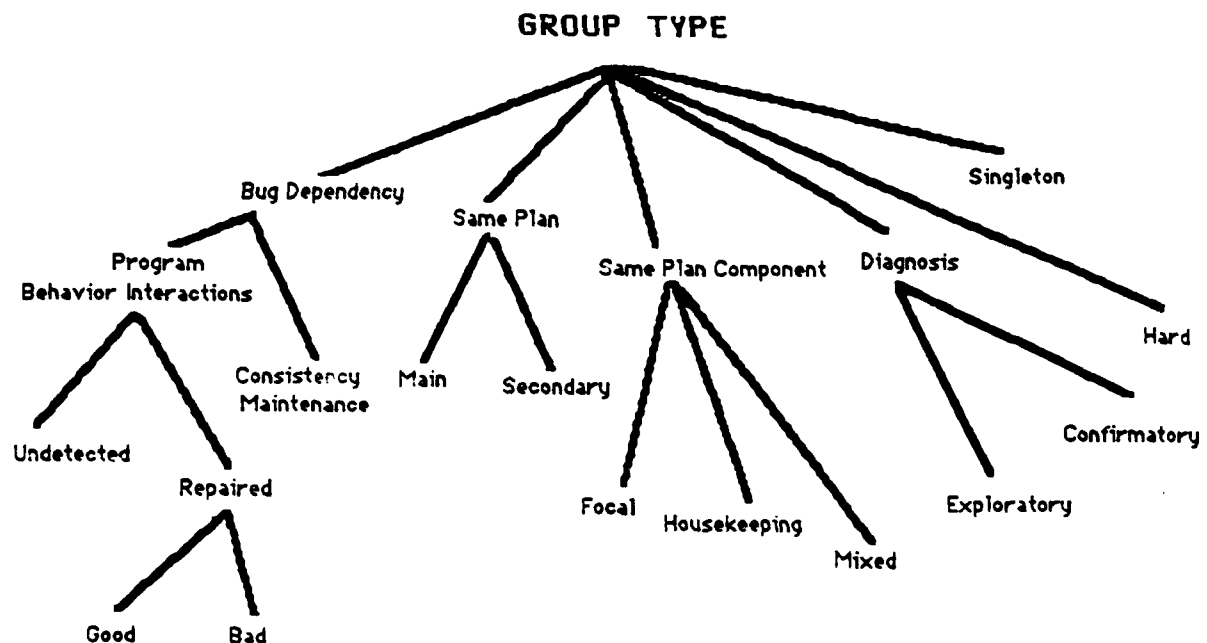 GROUP TYPE
Singleton
Bug Dependency
Same Plan
Program
Behavior Interactions
Same Plan Component
Diagnosis
Hard
Consistency
Maintenance
Main
Secondary
Undetected
Confirmatory
Repaired
Focal
Housekeeping
Exploratory
Mixed
Good
Bad